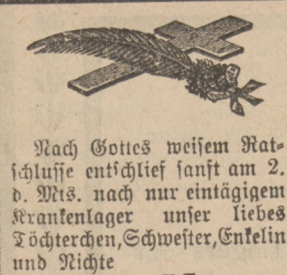 Nach Gottes weisem Rat-
schlusse entschlief sanft am 2.
d. Mts. nach nur eintägigem
Krankenlager unser liebes
Töchterchen, Schwester, Enkelin
und Nichte